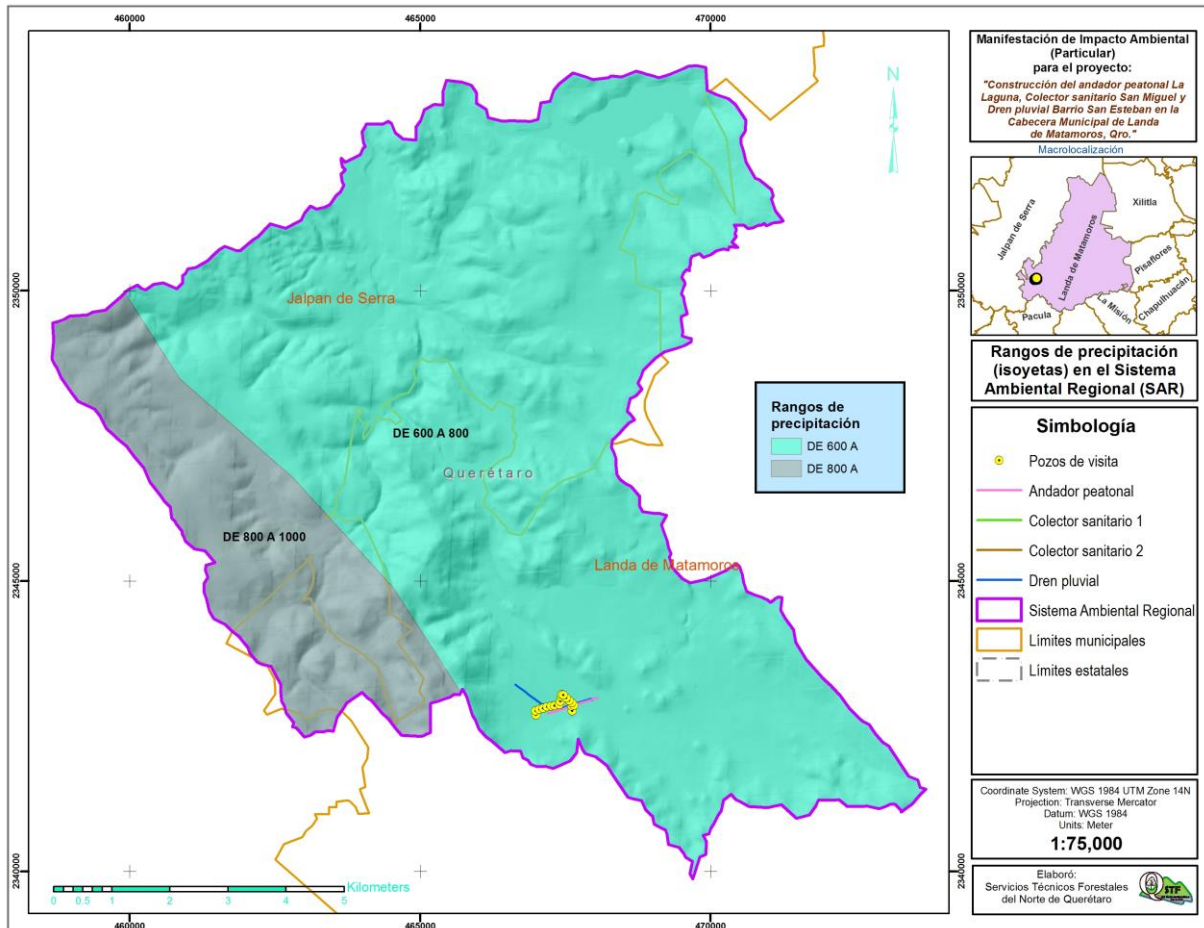 460000
465000
470000
2350000
2345000
2340000
N
Jalpan de Serra
DE 600 A 800
Querétaro
DE 800 A 1000
Landa de Matamoros
Rangos de
precipitación
DE 600 A
DE 800 A
Kilometers
0 0.5 1 2 3 4 5
460000
465000
470000
2350000
2345000
2340000
Manifestación de Impacto Ambiental
(Particular)
para el proyecto:
"Construcción del andador peatonal La
Laguna, Colector sanitario San Miguel y
Dren pluvial Barrio San Esteban en la
Cabecera Municipal de Landa
de Matamoros, Qro."
Macrolocalización
Jalpan de Serra
Landa de Matamoros
Xilitla
Pisaflores
Chapulhuacán
La Misión
Pacula
Rangos de precipitación
(isoyetas) en el Sistema
Ambiental Regional (SAR)
Simbología
Pozos de visita
Andador peatonal
Colector sanitario 1
Colector sanitario 2
Dren pluvial
Sistema Ambiental Regional
Límites municipales
Límites estatales
Coordinate System: WGS 1984 UTM Zone 14N
Projection: Transverse Mercator
Datum: WGS 1984
Units: Meter
1:75,000
Elaboró:
Servicios Técnicos Forestales
del Norte de Querétaro
STF